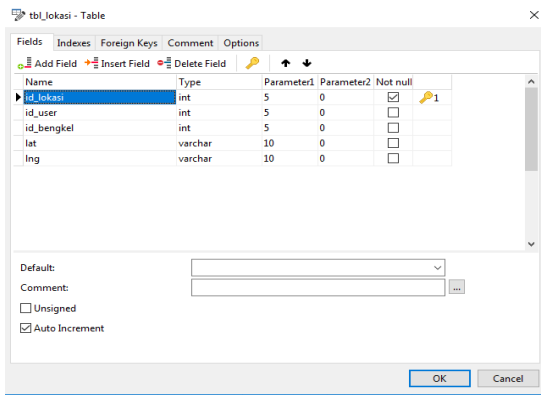 tbl_lokasi - Table
Fields Indexes Foreign Keys Comment Options
Add Field Insert Field Delete Field
Name Type Parameter1 Parameter2 Not null
id_lokasi int 5 0 1
id_user int 5 0
id_bengkel int 5 0
lat varchar 10 0
lng varchar 10 0
Default:
Comment: ...
Unsigned
Auto Increment
OK Cancel